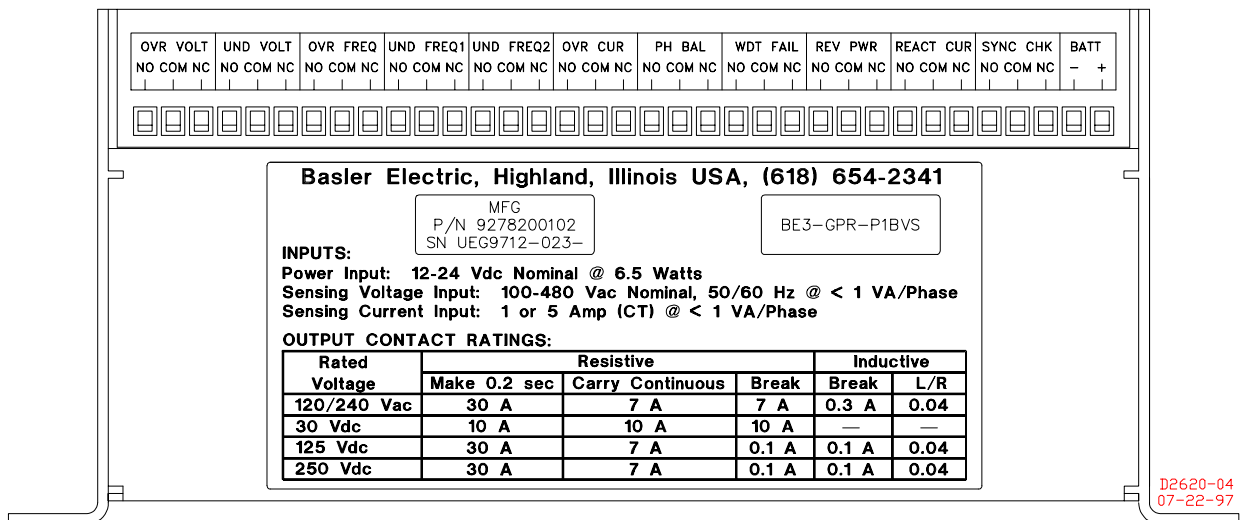 OVR VOLT UND VOLT OVR FREQ UND FREQ1 UND FREQ2 OVR CUR PH BAL WDT FAIL REV PWR REACT CUR SYNC CHK BATT
NO COM NC NO COM NC NO COM NC NO COM NC NO COM NC NO COM NC NO COM NC NO COM NC NO COM NC NO COM NC NO COM NC − +
Basler Electric, Highland, Illinois USA, (618) 654-2341
MFG
P/N 9278200102
SN UEG9712-023-
BE3-GPR-P1BVS
INPUTS:
Power Input: 12-24 Vdc Nominal @ 6.5 Watts
Sensing Voltage Input: 100-480 Vac Nominal, 50/60 Hz @ < 1 VA/Phase
Sensing Current Input: 1 or 5 Amp (CT) @ < 1 VA/Phase
OUTPUT CONTACT RATINGS:
Rated Voltage Resistive Inductive
Make 0.2 sec Carry Continuous Break Break L/R
120/240 Vac 30 A 7 A 7 A 0.3 A 0.04
30 Vdc 10 A 10 A 10 A — —
125 Vdc 30 A 7 A 0.1 A 0.1 A 0.04
250 Vdc 30 A 7 A 0.1 A 0.1 A 0.04
D2620-04
07-22-97